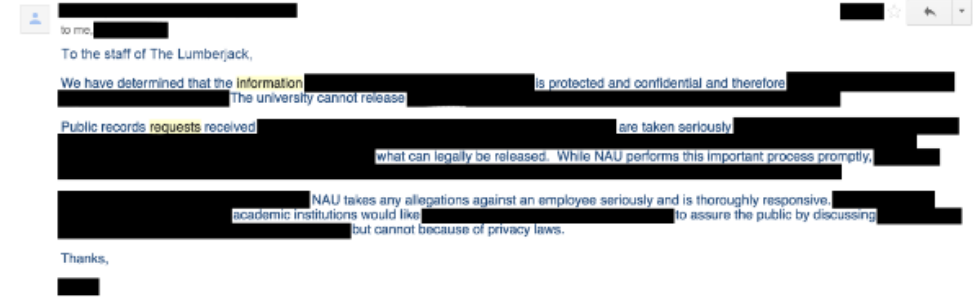 to me,
To the staff of The Lumberjack,
We have determined that the information is protected and confidential and therefore
The university cannot release
Public records requests received are taken seriously
what can legally be released. While NAU performs this important process promptly,
NAU takes any allegations against an employee seriously and is thoroughly responsive.
academic institutions would like to assure the public by discussing
but cannot because of privacy laws.
Thanks,